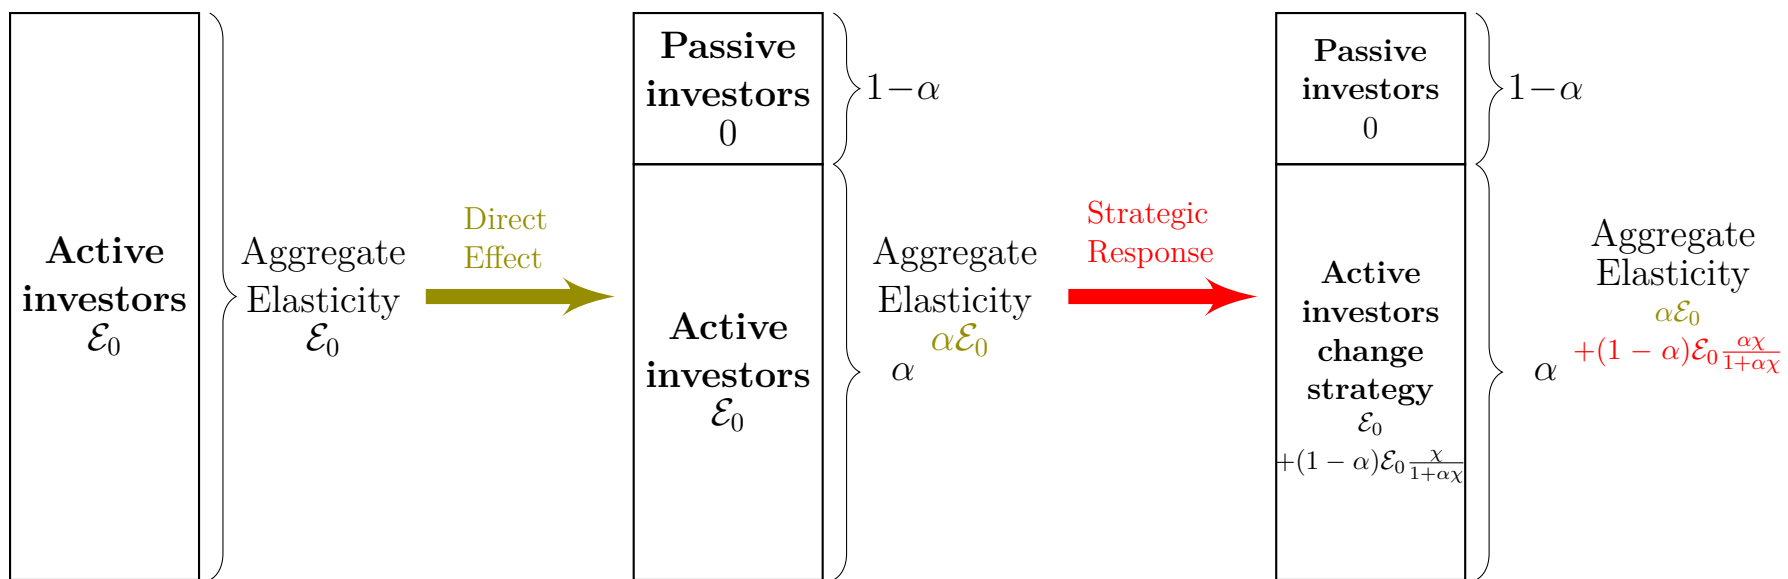 Active
investors
ℰ₀
Aggregate
Elasticity
ℰ₀
Direct
Effect
Passive
investors
0
1−α
Active
investors
ℰ₀
α
Aggregate
Elasticity
αℰ₀
Strategic
Response
Passive
investors
0
1−α
Active
investors
change
strategy
ℰ₀
+(1 − α)ℰ₀ χ/(1+αχ)
α
Aggregate
Elasticity
αℰ₀
+(1 − α)ℰ₀ αχ/(1+αχ)